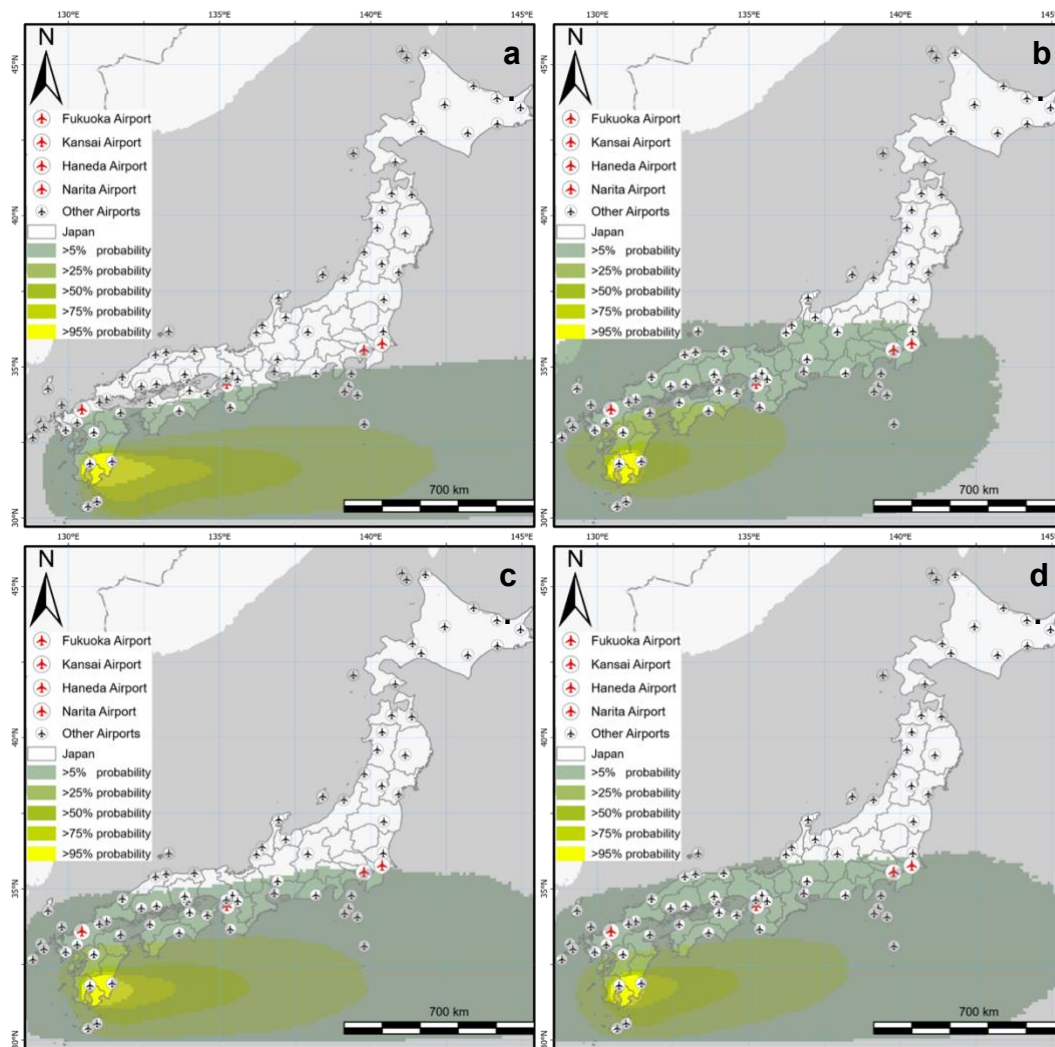 130°E 135°E 140°E 145°E 130°E 135°E 140°E 145°E
N a
45°N
Fukuoka Airport
Kansai Airport
Haneda Airport
Narita Airport
Other Airports
40°N
Japan
>5% probability
>25% probability
>50% probability
>75% probability
>95% probability
35°N
700 km
30°N
N b
45°N
Fukuoka Airport
Kansai Airport
Haneda Airport
Narita Airport
Other Airports
40°N
Japan
>5% probability
>25% probability
>50% probability
>75% probability
>95% probability
35°N
700 km
30°N
N c
45°N
Fukuoka Airport
Kansai Airport
Haneda Airport
Narita Airport
Other Airports
40°N
Japan
>5% probability
>25% probability
>50% probability
>75% probability
>95% probability
35°N
700 km
30°N
N d
45°N
Fukuoka Airport
Kansai Airport
Haneda Airport
Narita Airport
Other Airports
40°N
Japan
>5% probability
>25% probability
>50% probability
>75% probability
>95% probability
35°N
700 km
30°N